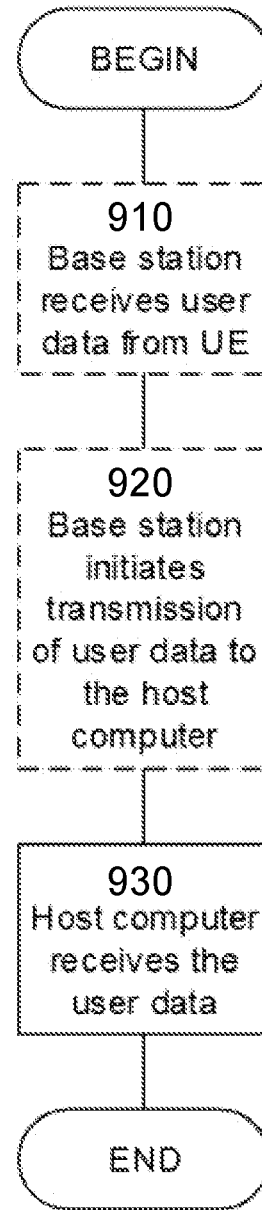 BEGIN
910
Base station
receives user
data from UE
920
Base station
initiates
transmission
of user data to
the host
computer
930
Host computer
receives the
user data
END